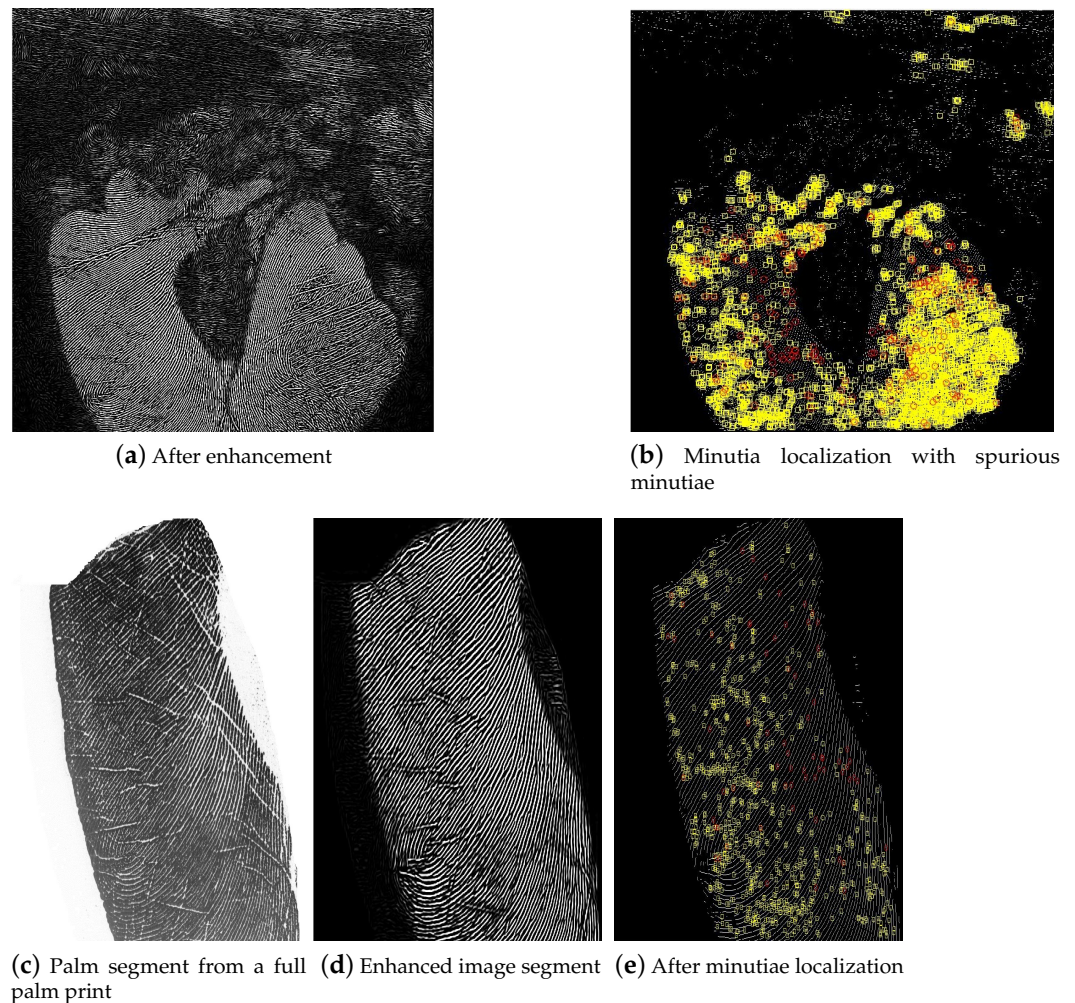 (a) After enhancement
(b) Minutia localization with spurious
minutiae
(c) Palm segment from a full
palm print
(d) Enhanced image segment
(e) After minutiae localization